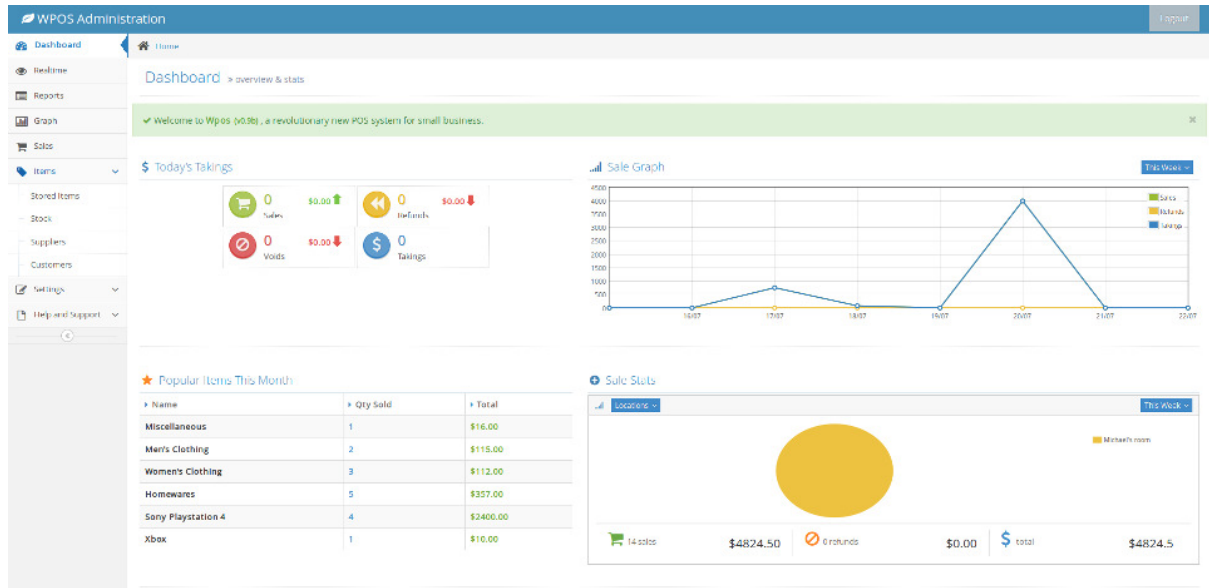 WPOS Administration
Logout
Dashboard
Home
Realtime
Reports
Graph
Sales
Items
Stored Items
Stock
Suppliers
Customers
Settings
Help and Support
Dashboard » overview & stats
Welcome to Wpos (v0.9b) , a revolutionary new POS system for small business.
Today's Takings
0 $0.00
Sales
0 $0.00
Refunds
0 $0.00
Voids
0
Takings
Sale Graph
This Week
4500
4000
3500
3000
2500
2000
1500
1000
500
0
16/07 17/07 18/07 19/07 20/07 21/07 22/07
Sales
Refunds
Takings
Popular Items This Month
Name Qty Sold Total
Miscellaneous 1 $16.00
Men's Clothing 2 $115.00
Women's Clothing 3 $112.00
Homewares 5 $357.00
Sony Playstation 4 4 $2400.00
Xbox 1 $10.00
Sale Stats
Locations
This Week
Michael's room
14 sales $4824.50
0 refunds $0.00
total $4824.5